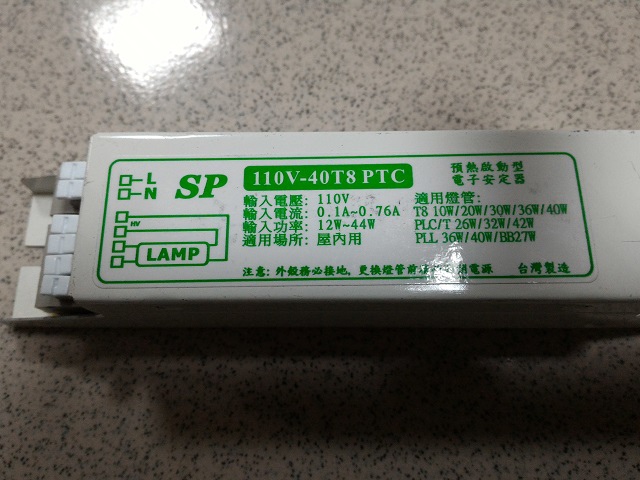 L
N
SP
110V-40T8 PTC
預熱啟動型
電子安定器
HV
LAMP
輸入電壓: 110V
輸入電流: 0.1A~0.76A
輸入功率: 12W~44W
適用場所: 屋內用
適用燈管:
T8 10W/20W/30W/36W/40W
PLC/T 26W/32W/42W
PLL 36W/40W/BB27W
注意: 外殼務必接地, 更換燈管前 電源
台灣製造